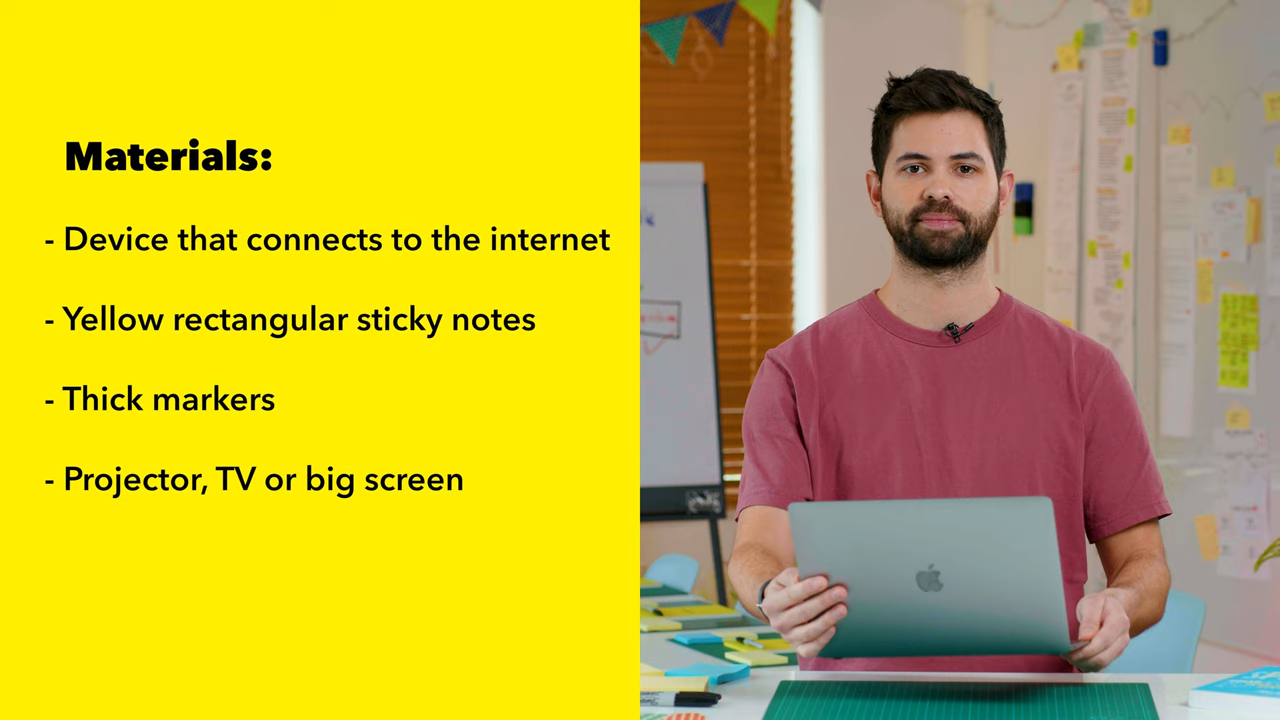 Materials:
- Device that connects to the internet
- Yellow rectangular sticky notes
- Thick markers
- Projector, TV or big screen